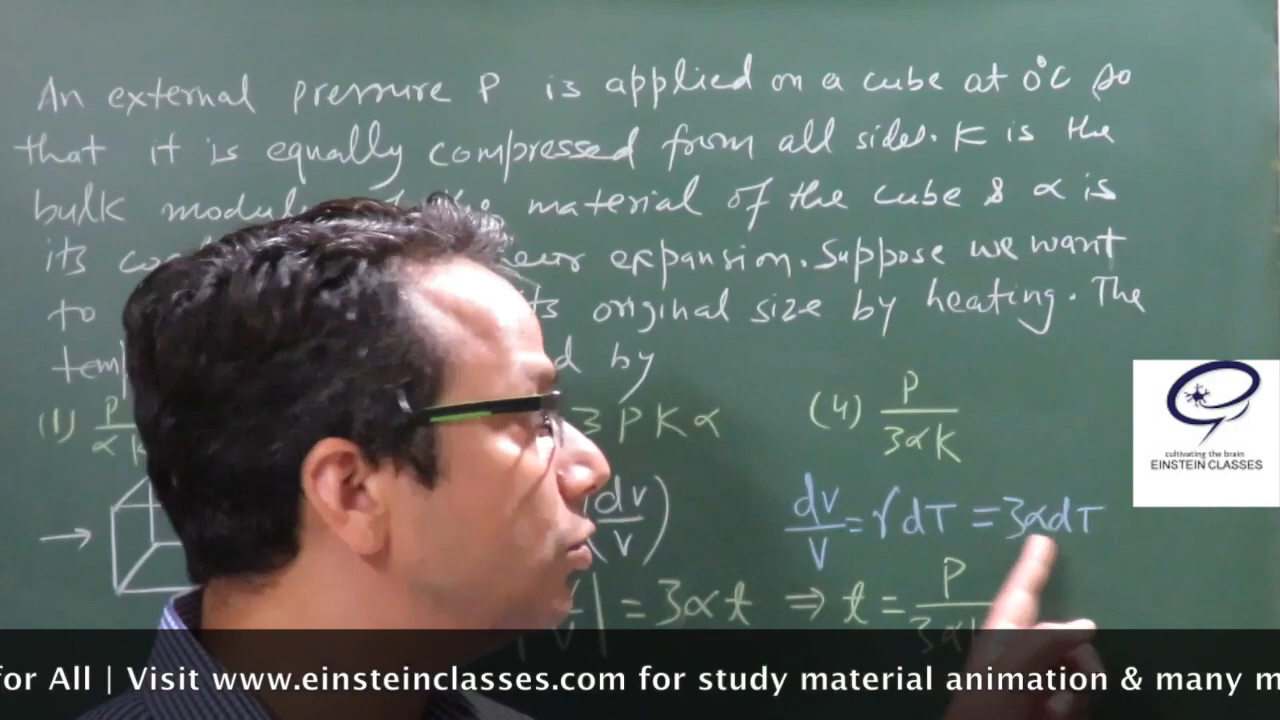 An external pressure P is applied on a cube at 0°C so
that it is equally compressed from all sides. K is the
bulk material of the cube & α is
its expansion. Suppose we want
to original size by heating. The
by
(1) P 3PKα (4) P/3αK
(dv/v) dv/v = γdT = 3αdT
= 3αt ⇒ t = P
cultivating the brain
EINSTEIN CLASSES
for All | Visit www.einsteinclasses.com for study material animation & many m